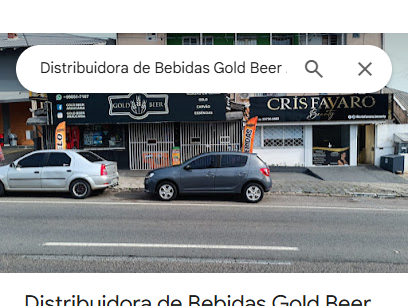 Distribuidora de Bebidas Gold Beer
GOLD BEER
GELO
CARVÃO
ESSÊNCIA
CRIS FAVARO
Beauty
Distribuidora de Bebidas Gold Beer